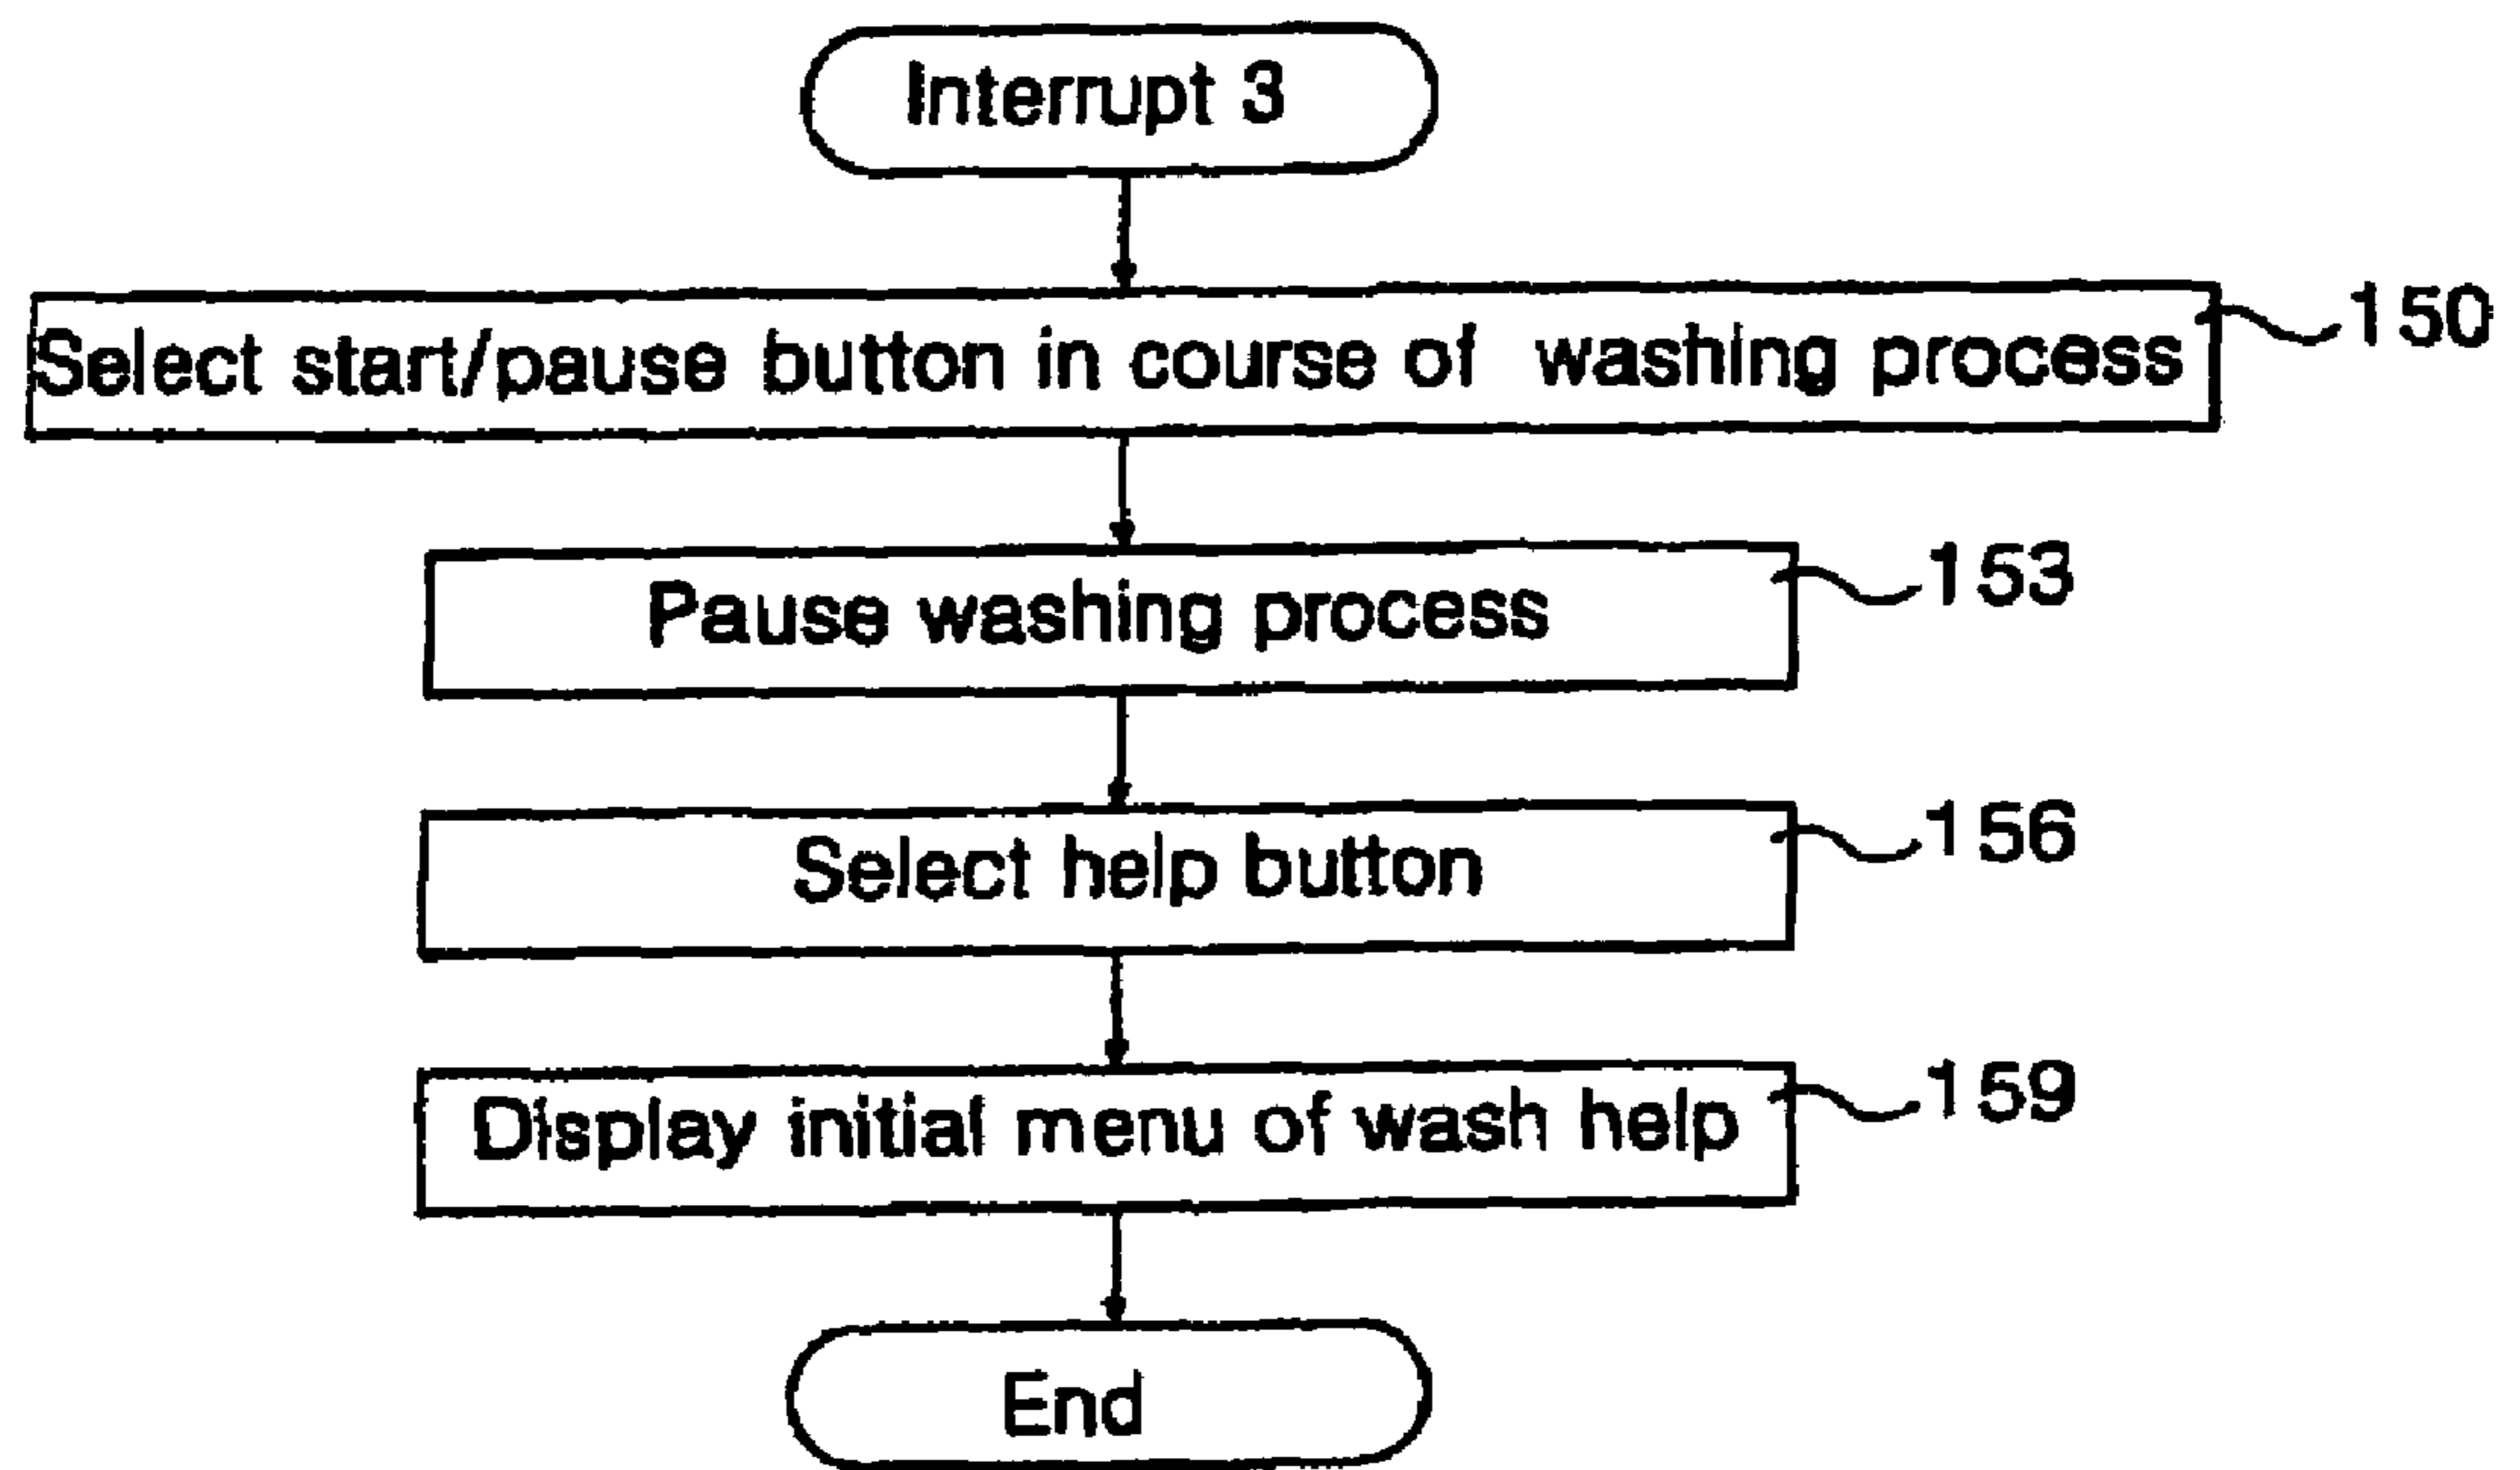 Interrupt 3
Select start/pause button in course of washing process 150
Pause washing process 153
Select help button 156
Display initial menu of wash help 159
End